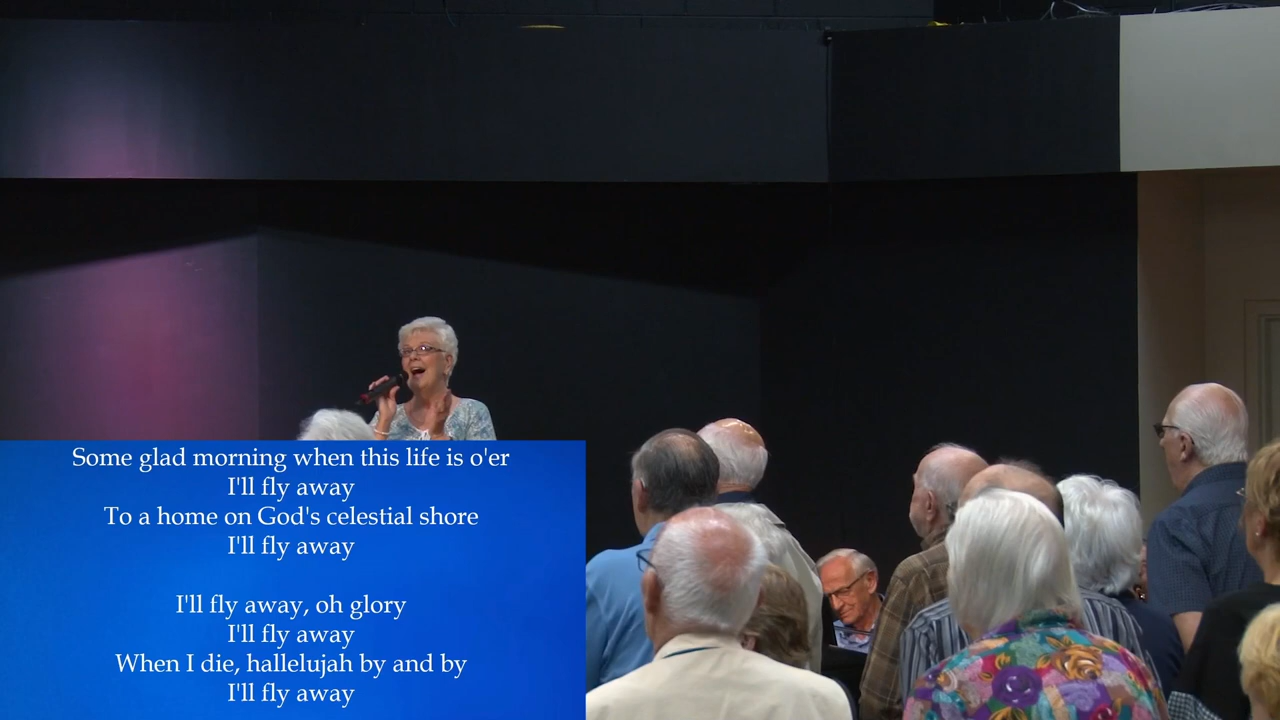 Some glad morning when this life is o'er
I'll fly away
To a home on God's celestial shore
I'll fly away
I'll fly away, oh glory
I'll fly away
When I die, hallelujah by and by
I'll fly away